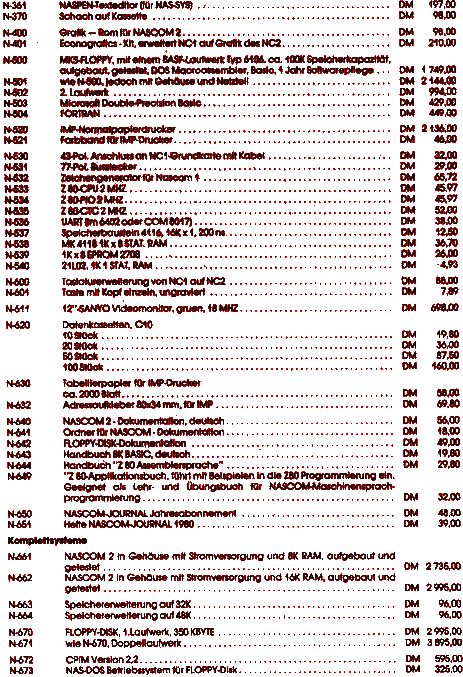 N-361 NASPEN-Texteditor (für NAS-SYS) DM 197,00
N-370 Schach auf Kassette DM 98,00
N-400 Grafik – Rom für NASCOM 2 DM 98,00
N-401 Econografics - Kit, erweitert NC1 auf Grafik des NC2 DM 210,00
N-500 MKS-FLOPPY, mit einem BASF-Laufwerk Typ 6106, ca. 100K Speicherkapazität,
aufgebaut, getestet, DOS Macroassembler, Basic, 1 Jahr Softwarepflege DM 1 749,00
N-501 wie N-500, jedoch mit Gehäuse und Netzteil DM 2 144,00
N-502 2. Laufwerk DM 994,00
N-503 Microsoft Double-Precision Basic DM 429,00
N-504 FORTRAN DM 449,00
N-520 IMP-Normalpapierdrucker DM 2 136,00
N-521 Farbband für IMP-Drucker DM 46,00
N-530 43-Pol. Anschluss an NC1-Grundkarte mit Kabel DM 32,00
N-531 77-Pol. Busstecker DM 29,00
N-532 Zeichengenerator für Nascom 1 DM 65,72
N-533 Z 80-CPU 2 MHZ DM 45,97
N-534 Z 80-PIO 2 MHZ DM 45,97
N-535 Z 80-CTC 2 MHZ DM 52,00
N-536 UART (Im 6402 oder COM 8017) DM 38,00
N-537 Speicherbaustein 4116, 16K x 1, 200 ns DM 12,50
N-538 MK 4118 1K x 8 STAT. RAM DM 36,70
N-539 1K x 8 EPROM 2708 DM 26,00
N-540 21L02, 1K 1 STAT, RAM DM 4,93
N-600 Tastaturerweiterung von NC1 auf NC2 DM 88,00
N-601 Taste mit Kopf einzeln, ungraviert DM 7,89
N-611 12"-SANYO Videomonitor, gruen, 18 MHZ DM 698,00
N-620 Datenkassetten, C10
10 Stück DM 19,80
20 Stück DM 36,00
50 Stück DM 87,50
100 Stück DM 160,00
N-630 Tabellierpapier für IMP-Drucker
ca. 2000 Blatt DM 58,00
N-632 Adressaufkleber 80x34 mm, für IMP DM 69,80
N-640 NASCOM 2 - Dokumentation, deutsch DM 56,00
N-641 Ordner für NASCOM - Dokumentation DM 18,00
N-642 FLOPPY-DISK-Dokumentation DM 49,00
N-643 Handbuch 8K BASIC, deutsch DM 19,80
N-644 Handbuch "Z 80 Assemblersprache" DM 29,80
N-649 "Z 80-Applikationsbuch, führt mit Beispielen in die Z80 Programmierung ein.
Geeignet als Lehr- und Übungsbuch für NASCOM-Maschinensprach-
programmierung DM 32,00
N-650 NASCOM-JOURNAL Jahresabonnement DM 48,00
N-651 Hefte NASCOM-JOURNAL 1980 DM 39,00
Komplettsysteme
N-661 NASCOM 2 in Gehäuse mit Stromversorgung und 8K RAM, aufgebaut und
getestet DM 2 735,00
N-662 NASCOM 2 in Gehäuse mit Stromversorgung und 16K RAM, aufgebaut und
getestet DM 2 995,00
N-663 Speichererweiterung auf 32K DM 96,00
N-664 Speichererweiterung auf 48K DM 96,00
N-670 FLOPPY-DISK, 1.Laufwerk, 350 KBYTE DM 2 995,00
N-671 wie N-670, Doppellaufwerk DM 3 895,00
N-672 CP/M Version 2,2 DM 595,00
N-673 NAS-DOS Betriebssystem für FLOPPY-Disk DM 325,00